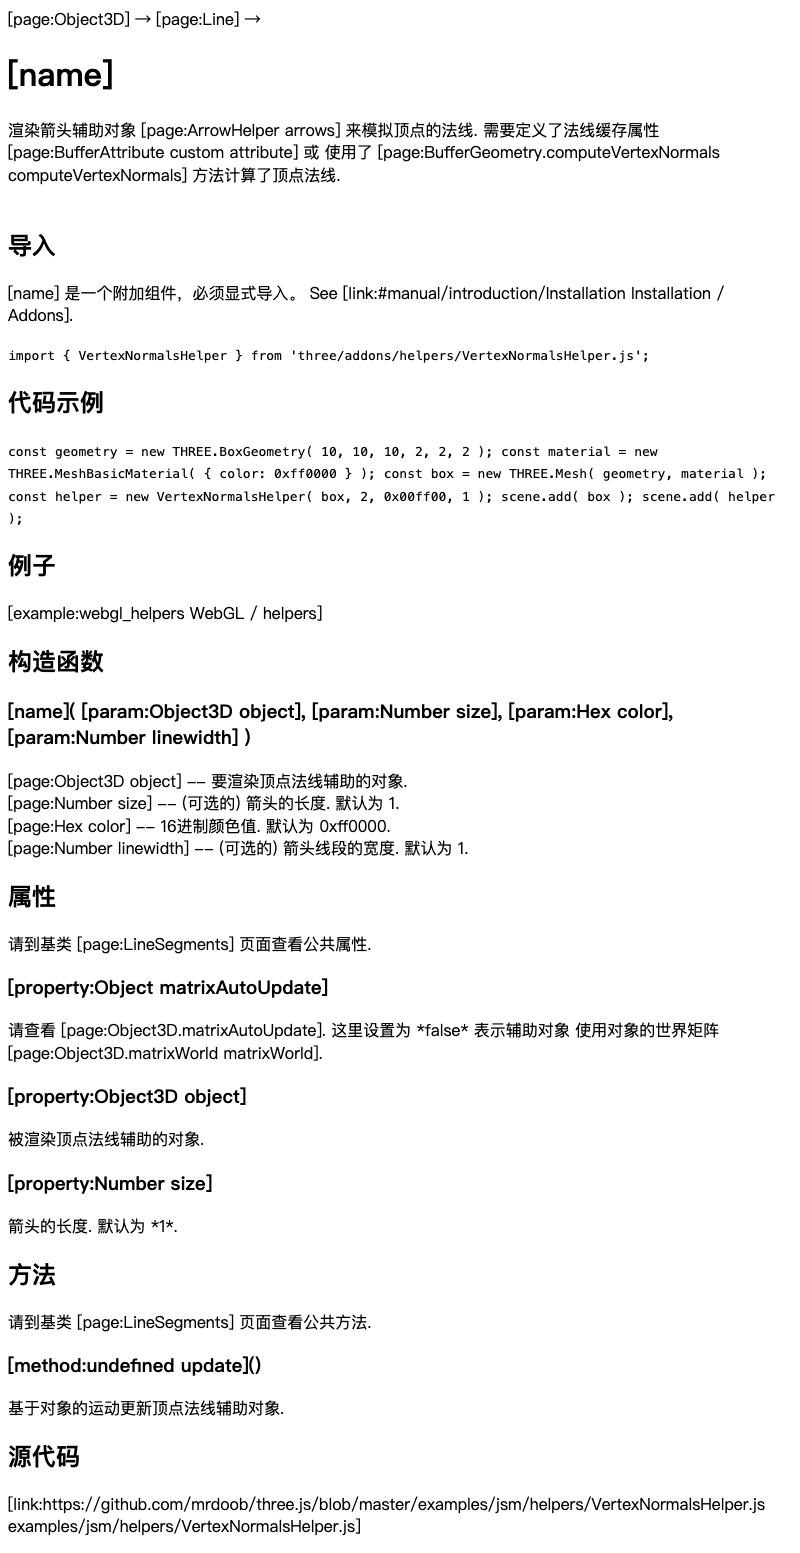 [page:Object3D] → [page:Line] →
[name]
渲染箭头辅助对象 [page:ArrowHelper arrows] 来模拟顶点的法线. 需要定义了法线缓存属性
[page:BufferAttribute custom attribute] 或 使用了 [page:BufferGeometry.computeVertexNormals
computeVertexNormals] 方法计算了顶点法线.
导入
[name] 是一个附加组件，必须显式导入。 See [link:#manual/introduction/Installation Installation /
Addons].
import { VertexNormalsHelper } from 'three/addons/helpers/VertexNormalsHelper.js';
代码示例
const geometry = new THREE.BoxGeometry( 10, 10, 10, 2, 2, 2 ); const material = new
THREE.MeshBasicMaterial( { color: 0xff0000 } ); const box = new THREE.Mesh( geometry, material );
const helper = new VertexNormalsHelper( box, 2, 0x00ff00, 1 ); scene.add( box ); scene.add( helper
);
例子
[example:webgl_helpers WebGL / helpers]
构造函数
[name]( [param:Object3D object], [param:Number size], [param:Hex color],
[param:Number linewidth] )
[page:Object3D object] -- 要渲染顶点法线辅助的对象.
[page:Number size] -- (可选的) 箭头的长度. 默认为 1.
[page:Hex color] -- 16进制颜色值. 默认为 0xff0000.
[page:Number linewidth] -- (可选的) 箭头线段的宽度. 默认为 1.
属性
请到基类 [page:LineSegments] 页面查看公共属性.
[property:Object matrixAutoUpdate]
请查看 [page:Object3D.matrixAutoUpdate]. 这里设置为 *false* 表示辅助对象 使用对象的世界矩阵
[page:Object3D.matrixWorld matrixWorld].
[property:Object3D object]
被渲染顶点法线辅助的对象.
[property:Number size]
箭头的长度. 默认为 *1*.
方法
请到基类 [page:LineSegments] 页面查看公共方法.
[method:undefined update]()
基于对象的运动更新顶点法线辅助对象.
源代码
[link:https://github.com/mrdoob/three.js/blob/master/examples/jsm/helpers/VertexNormalsHelper.js
examples/jsm/helpers/VertexNormalsHelper.js]